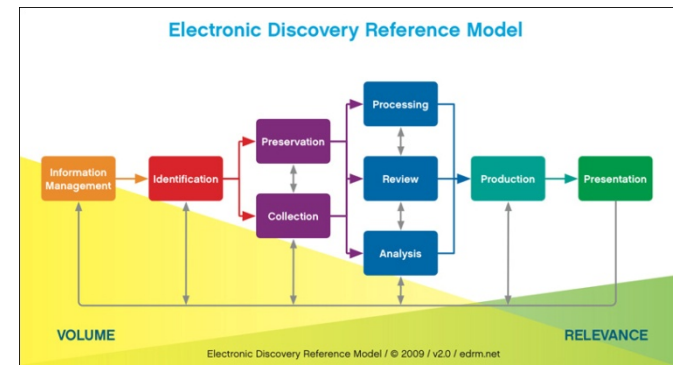 Electronic Discovery Reference Model
Processing
Preservation
Information
Management
Identification
Review
Production
Presentation
Collection
Analysis
VOLUME
RELEVANCE
Electronic Discovery Reference Model / © 2009 / v2.0 / edrm.net